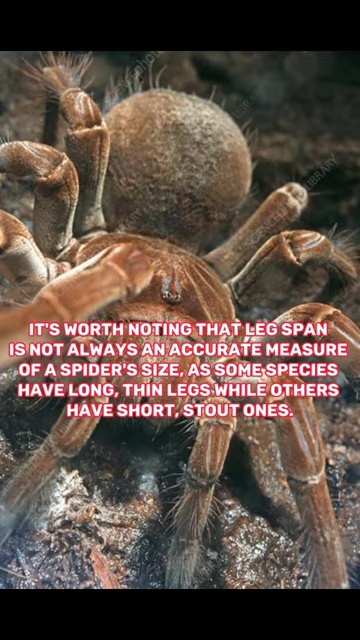 IT'S WORTH NOTING THAT LEG SPAN
IS NOT ALWAYS AN ACCURATE MEASURE
OF A SPIDER'S SIZE, AS SOME SPECIES
HAVE LONG, THIN LEGS WHILE OTHERS
HAVE SHORT, STOUT ONES.
LIBRARY